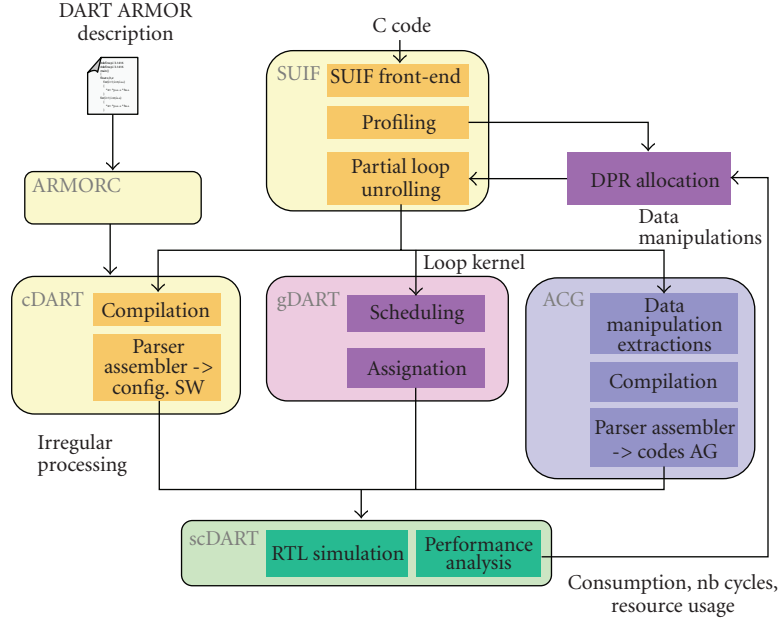 DART ARMOR
description
C code
SUIF
SUIF front-end
Profiling
Partial loop
unrolling
DPR allocation
ARMORC
Data
manipulations
Loop kernel
cDART
Compilation
Parser
assembler ->
config. SW
gDART
Scheduling
Assignation
ACG
Data
manipulation
extractions
Compilation
Parser assembler
-> codes AG
Irregular
processing
scDART
RTL simulation
Performance
analysis
Consumption, nb cycles,
resource usage